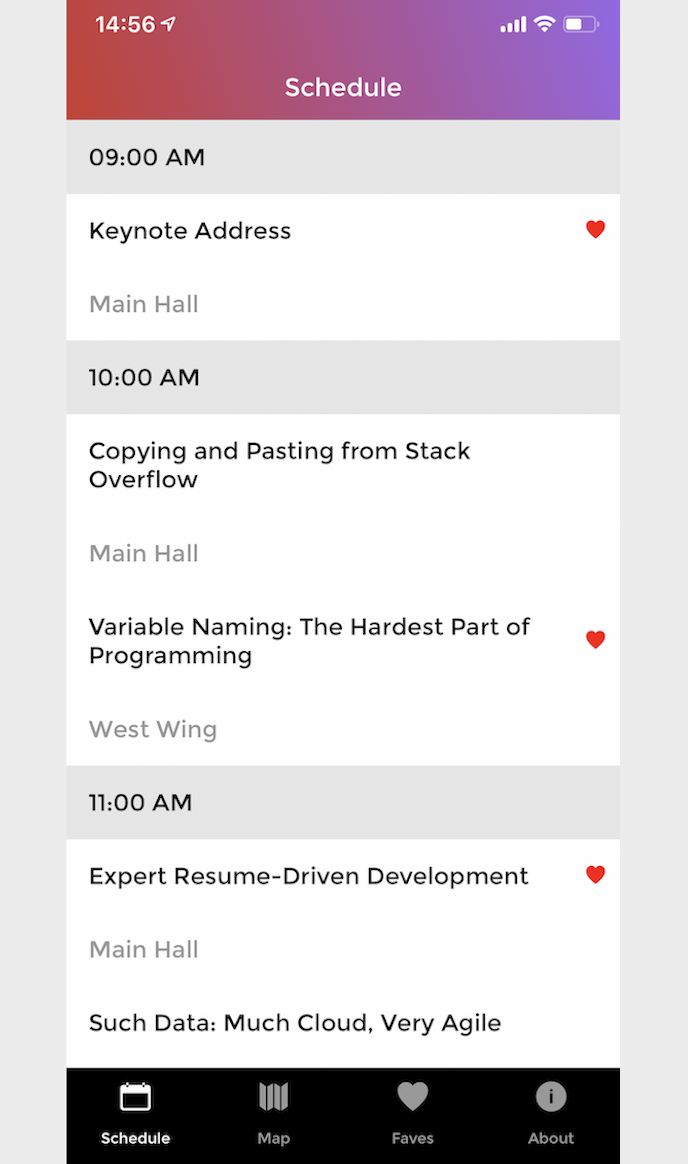 14:56
Schedule
09:00 AM
Keynote Address
Main Hall
10:00 AM
Copying and Pasting from Stack
Overflow
Main Hall
Variable Naming: The Hardest Part of
Programming
West Wing
11:00 AM
Expert Resume-Driven Development
Main Hall
Such Data: Much Cloud, Very Agile
Schedule Map Faves About